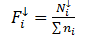 F_i^↓ = N_i^↓ / ∑ n_i